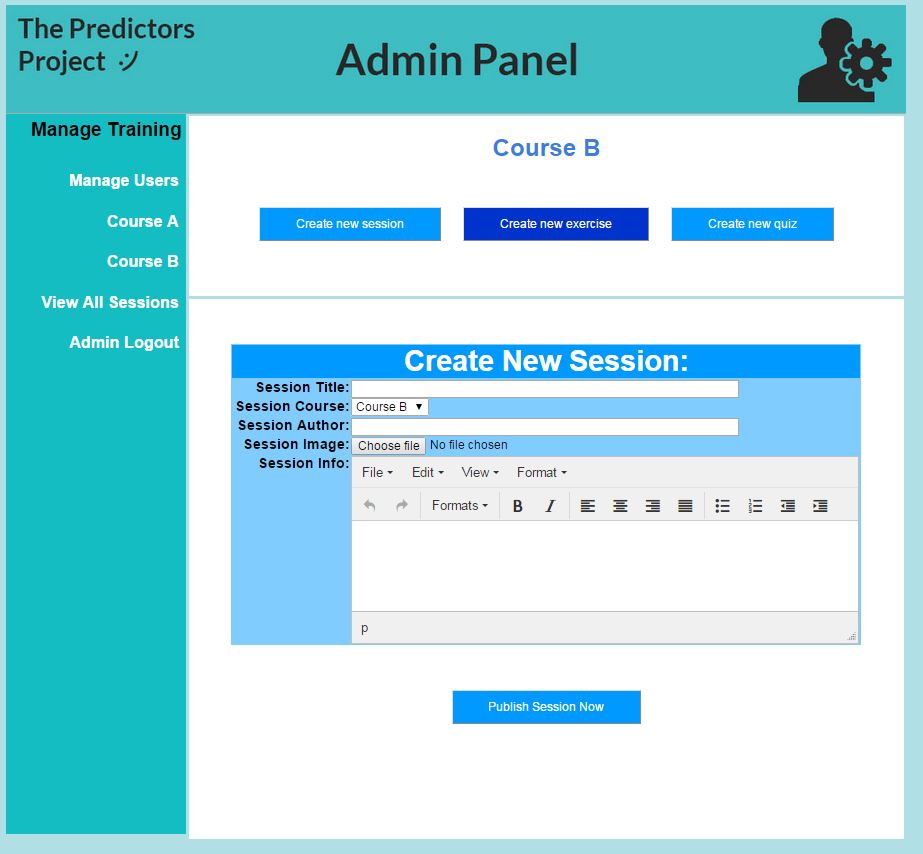 The Predictors
Project ツ
Admin Panel
Manage Training
Manage Users
Course A
Course B
View All Sessions
Admin Logout
Course B
Create new session
Create new exercise
Create new quiz
Create New Session:
Session Title:
Session Course: Course B
Session Author:
Session Image: Choose file No file chosen
Session Info:
File Edit View Format
Formats B I
p
Publish Session Now